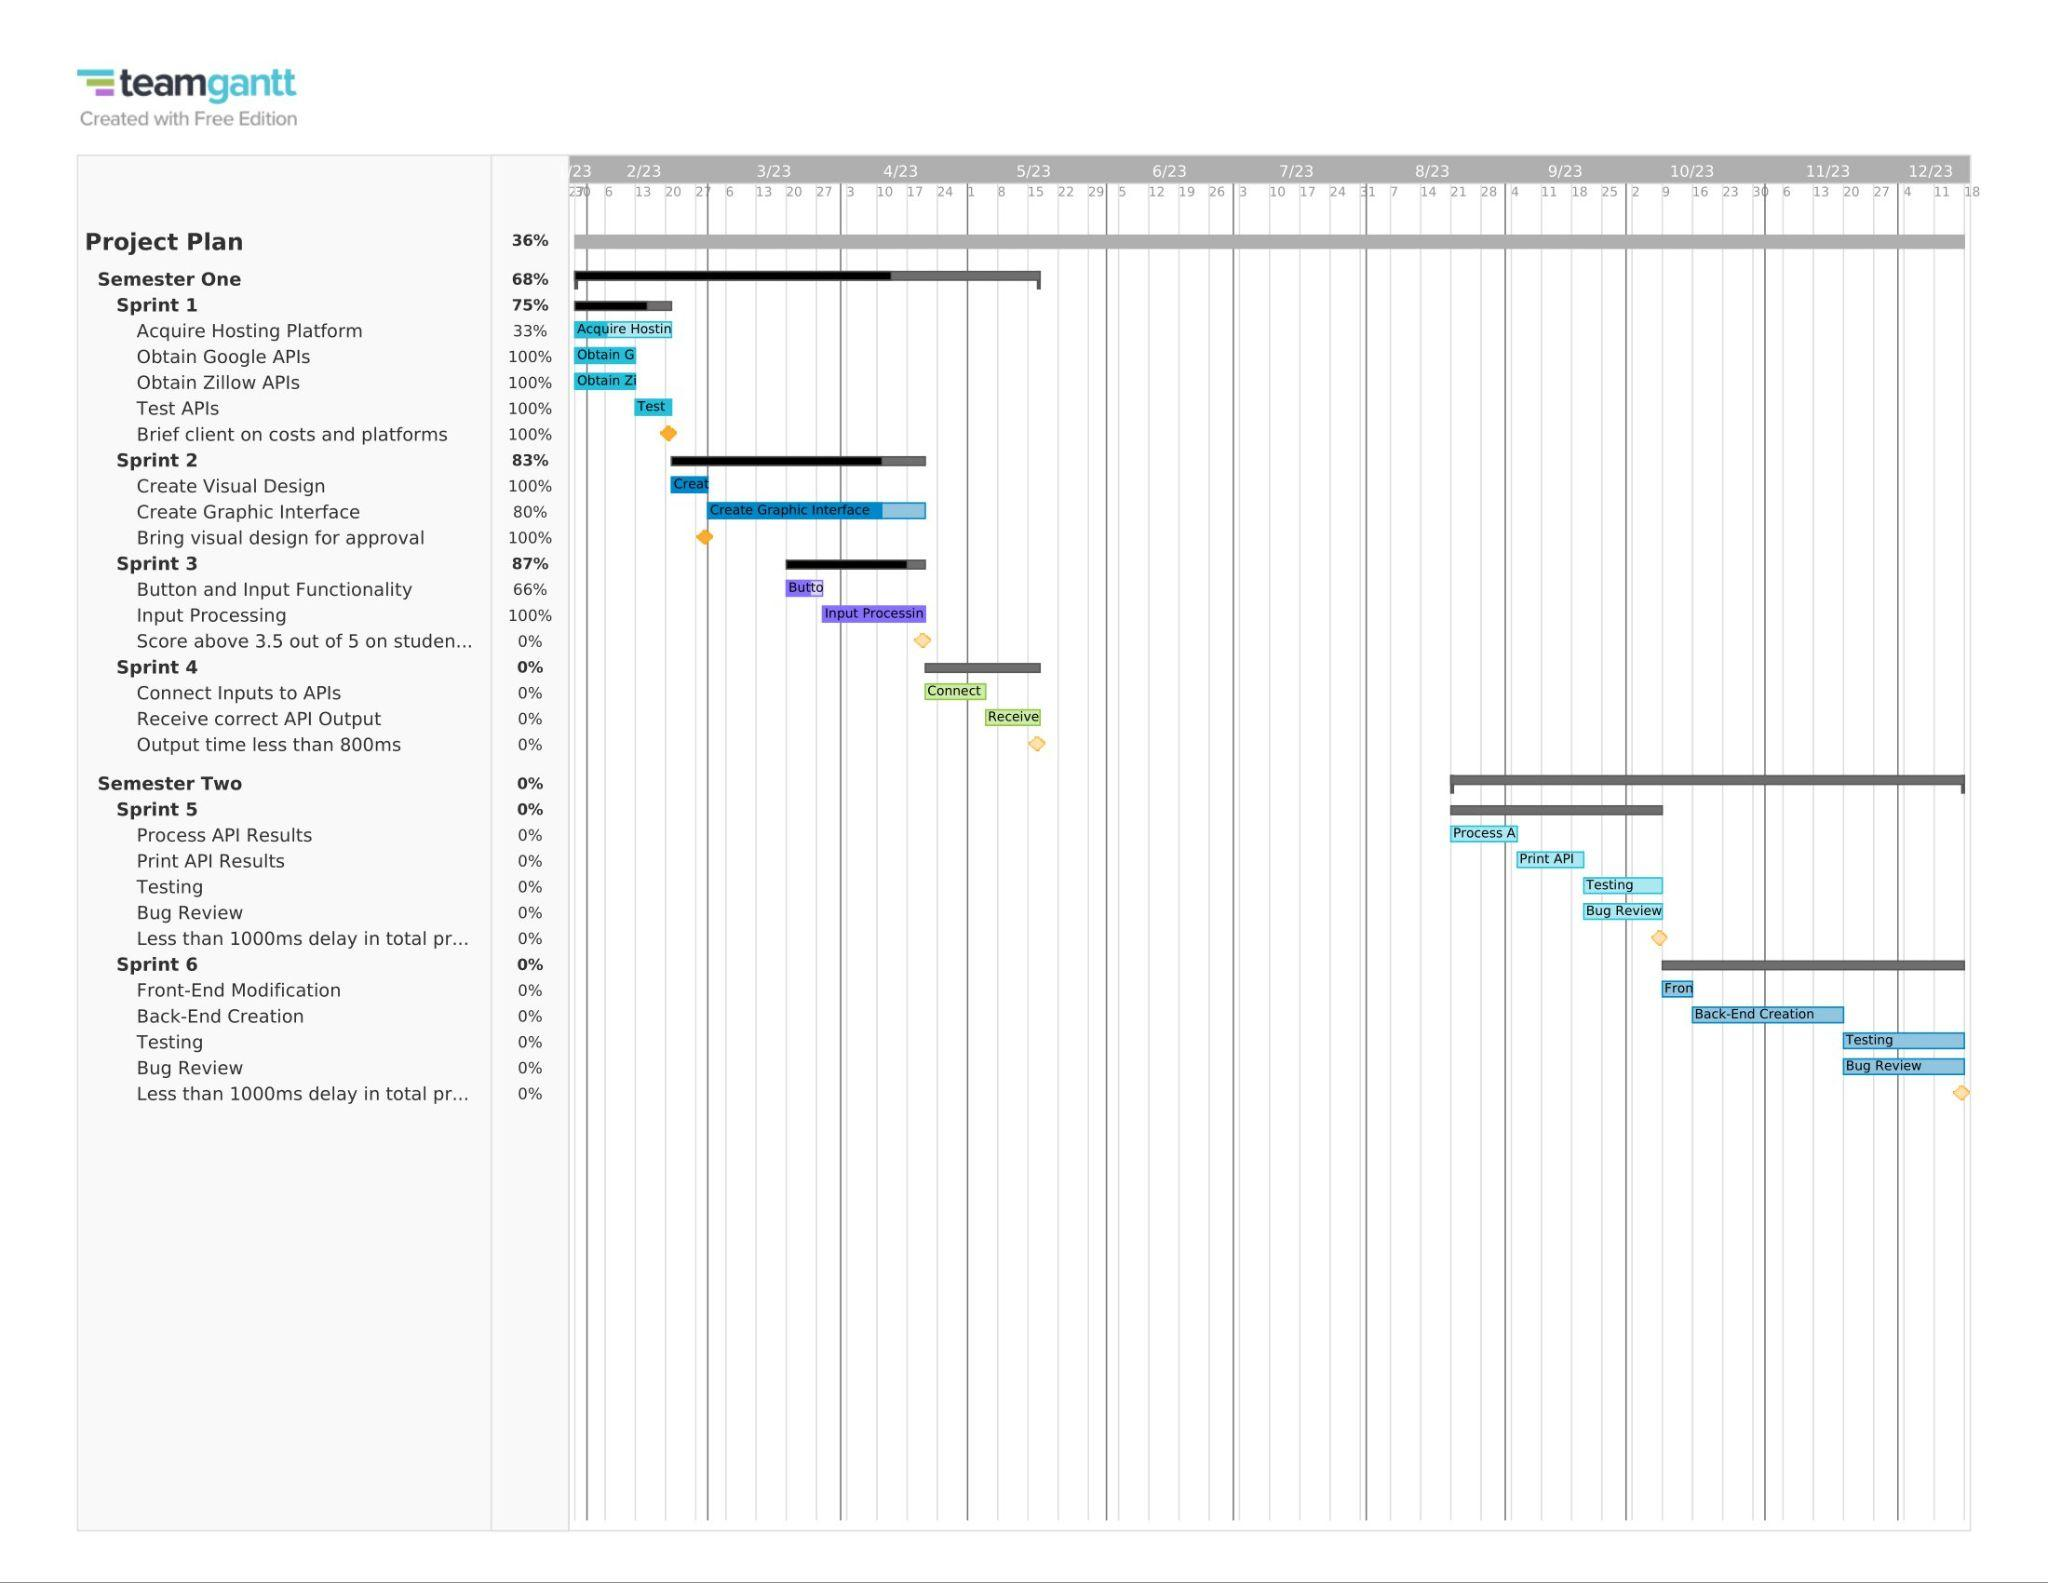 teamgantt
Created with Free Edition
/23 2/23 3/23 4/23 5/23 6/23 7/23 8/23 9/23 10/23 11/23 12/23
30 6 13 20 27 6 13 20 27 3 10 17 24 1 8 15 22 29 5 12 19 26 3 10 17 24 31 7 14 21 28 4 11 18 25 2 9 16 23 30 6 13 20 27 4 11 18
Project Plan 36%
Semester One 68%
Sprint 1 75%
Acquire Hosting Platform 33% Acquire Hostin
Obtain Google APIs 100% Obtain G
Obtain Zillow APIs 100% Obtain Zi
Test APIs 100% Test
Brief client on costs and platforms 100%
Sprint 2 83%
Create Visual Design 100% Creat
Create Graphic Interface 80% Create Graphic Interface
Bring visual design for approval 100%
Sprint 3 87%
Button and Input Functionality 66% Butto
Input Processing 100% Input Processin
Score above 3.5 out of 5 on studen... 0%
Sprint 4 0%
Connect Inputs to APIs 0% Connect
Receive correct API Output 0% Receive
Output time less than 800ms 0%
Semester Two 0%
Sprint 5 0%
Process API Results 0% Process A
Print API Results 0% Print API
Testing 0% Testing
Bug Review 0% Bug Review
Less than 1000ms delay in total pr... 0%
Sprint 6 0%
Front-End Modification 0% Fron
Back-End Creation 0% Back-End Creation
Testing 0% Testing
Bug Review 0% Bug Review
Less than 1000ms delay in total pr... 0%